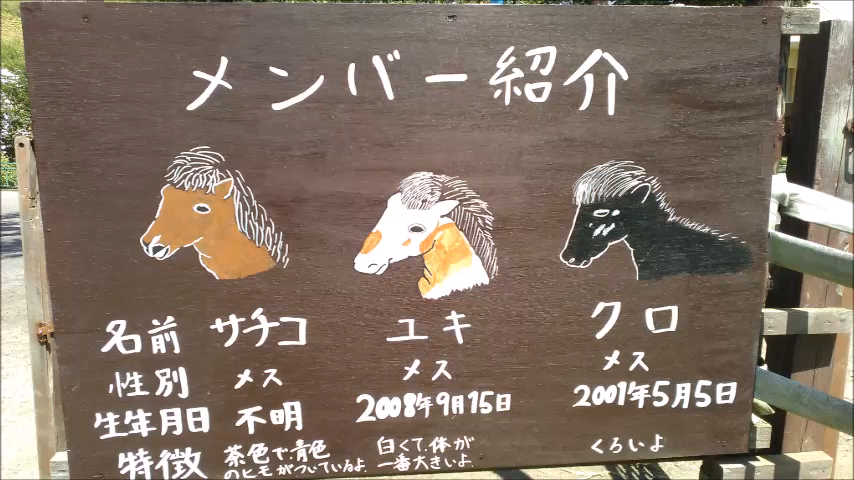 メンバー紹介
名前 サチコ ユキ クロ
性別 メス メス メス
生年月日 不明 2008年9月15日 2001年5月5日
特徴 茶色で、青色 白くて、体が くろいよ
のヒモがついているよ。 一番大きいよ。